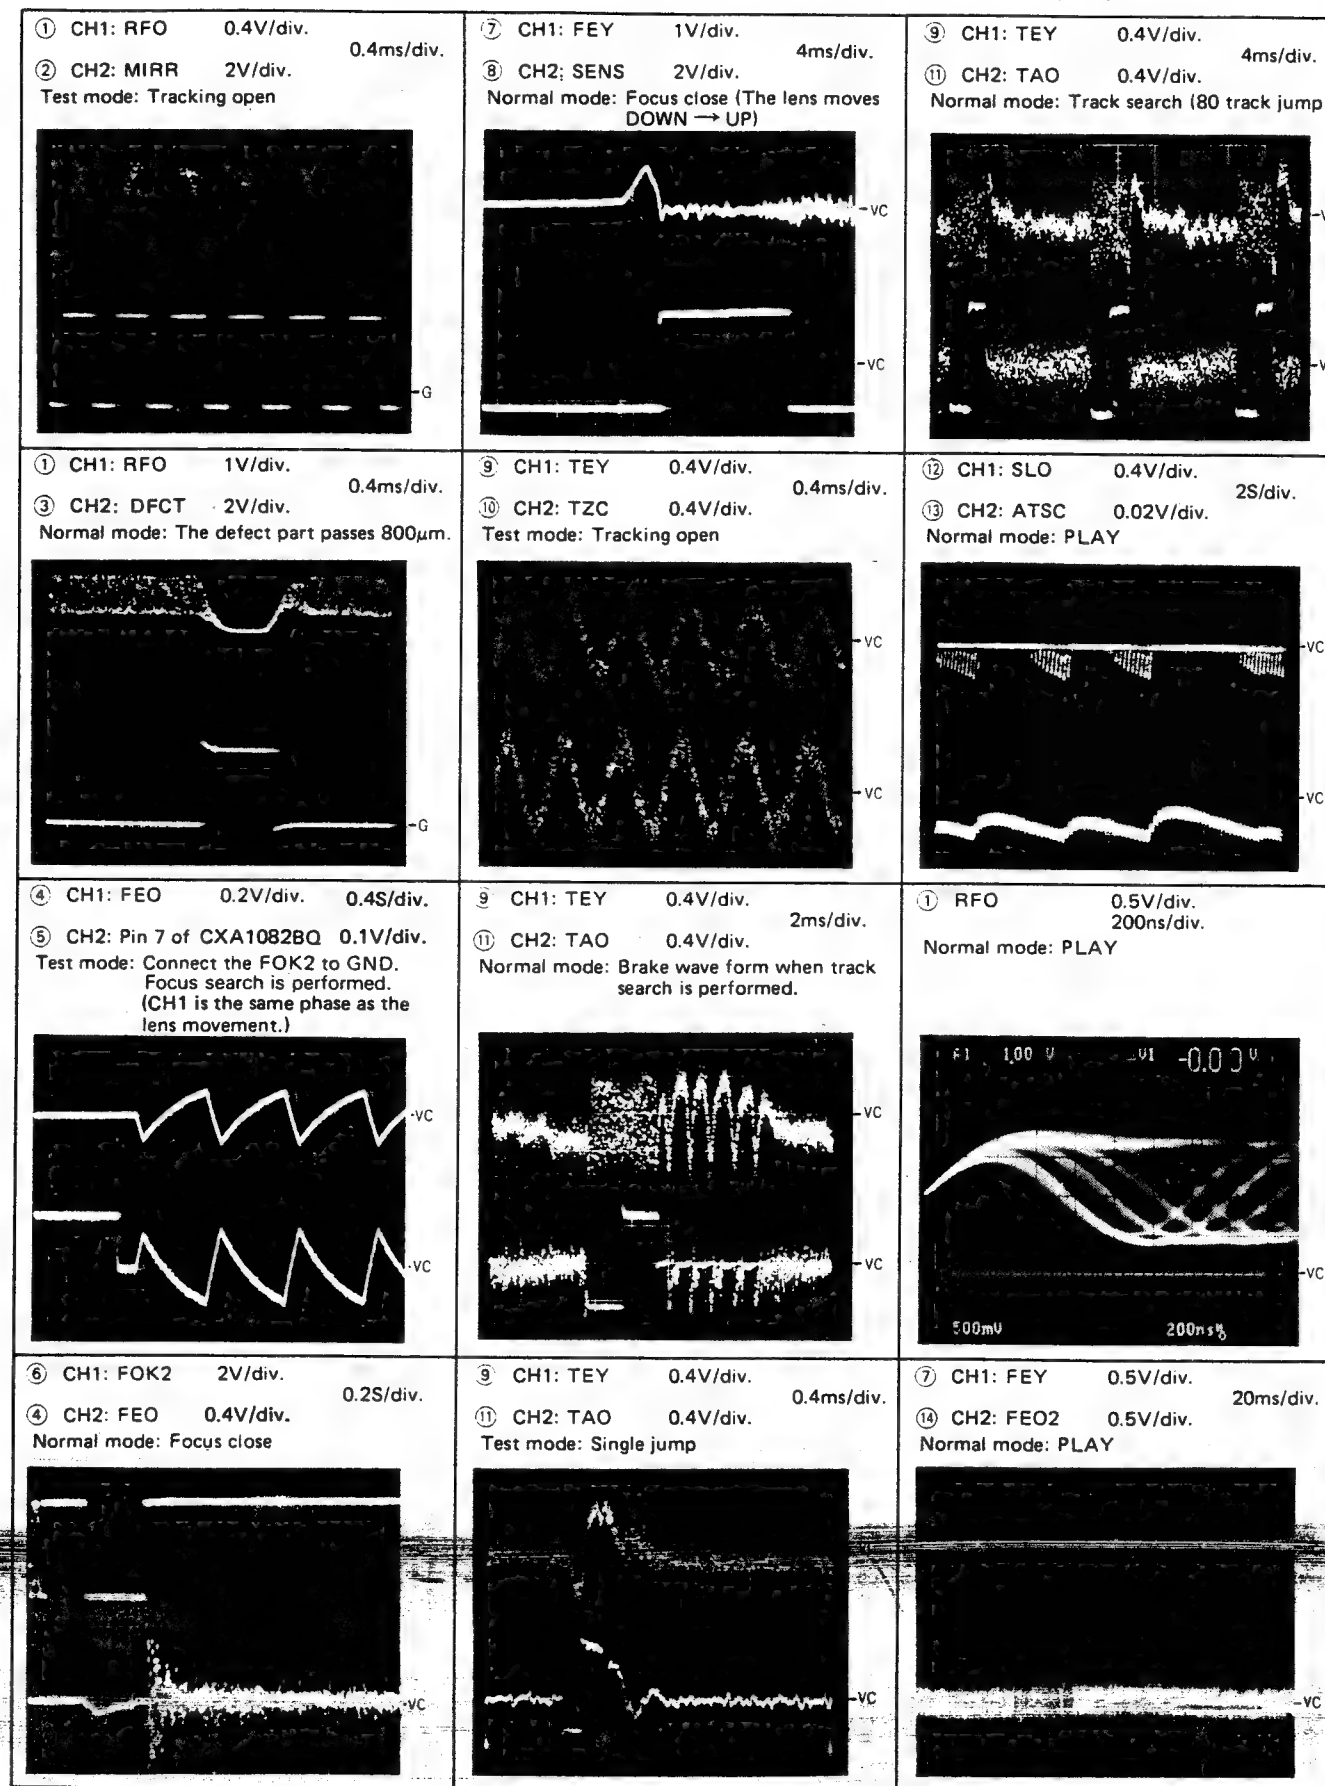 ① CH1: RFO 0.4V/div.
0.4ms/div.
② CH2: MIRR 2V/div.
Test mode: Tracking open
G
⑦ CH1: FEY 1V/div.
4ms/div.
⑧ CH2: SENS 2V/div.
Normal mode: Focus close (The lens moves
DOWN → UP)
VC
VC
⑨ CH1: TEY 0.4V/div.
4ms/div.
⑪ CH2: TAO 0.4V/div.
Normal mode: Track search (80 track jump
① CH1: RFO 1V/div.
0.4ms/div.
③ CH2: DFCT 2V/div.
Normal mode: The defect part passes 800μm.
G
⑨ CH1: TEY 0.4V/div.
0.4ms/div.
⑩ CH2: TZC 0.4V/div.
Test mode: Tracking open
VC
VC
⑫ CH1: SLO 0.4V/div.
2S/div.
⑬ CH2: ATSC 0.02V/div.
Normal mode: PLAY
VC
VC
④ CH1: FEO 0.2V/div. 0.4S/div.
⑤ CH2: Pin 7 of CXA1082BQ 0.1V/div.
Test mode: Connect the FOK2 to GND.
Focus search is performed.
(CH1 is the same phase as the
lens movement.)
VC
VC
⑨ CH1: TEY 0.4V/div.
2ms/div.
⑪ CH2: TAO 0.4V/div.
Normal mode: Brake wave form when track
search is performed.
VC
VC
① RFO 0.5V/div.
200ns/div.
Normal mode: PLAY
1.00 V
VC
500mV 200ns
⑥ CH1: FOK2 2V/div.
0.2S/div.
④ CH2: FEO 0.4V/div.
Normal mode: Focus close
VC
⑨ CH1: TEY 0.4V/div.
0.4ms/div.
⑪ CH2: TAO 0.4V/div.
Test mode: Single jump
VC
⑦ CH1: FEY 0.5V/div.
20ms/div.
⑭ CH2: FEO2 0.5V/div.
Normal mode: PLAY
VC